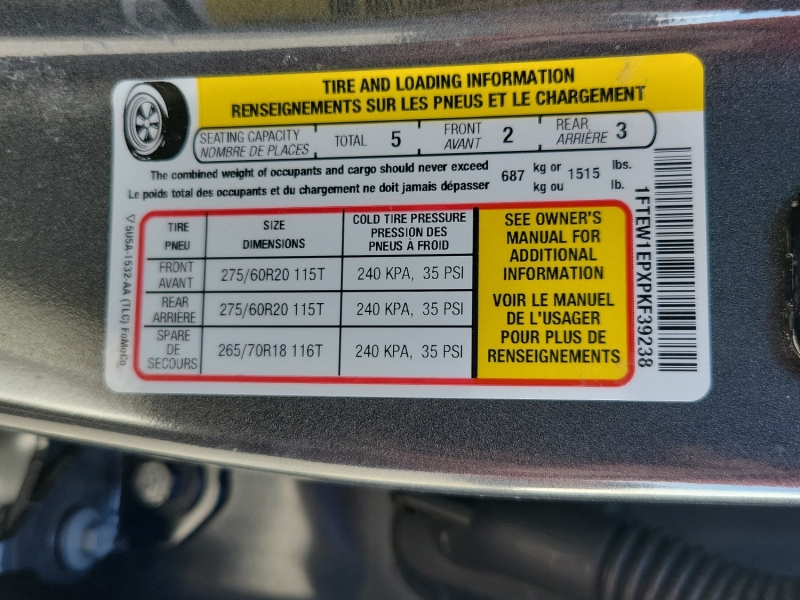 TIRE AND LOADING INFORMATION
RENSEIGNEMENTS SUR LES PNEUS ET LE CHARGEMENT
SEATING CAPACITY
NOMBRE DE PLACES
TOTAL 5
FRONT
AVANT 2
REAR
ARRIÈRE 3
The combined weight of occupants and cargo should never exceed 687 kg or 1515 lbs.
Le poids total des occupants et du chargement ne doit jamais dépasser kg ou lb.
TIRE
PNEU
SIZE
DIMENSIONS
COLD TIRE PRESSURE
PRESSION DES
PNEUS À FROID
FRONT
AVANT
275/60R20 115T
240 KPA, 35 PSI
REAR
ARRIÈRE
275/60R20 115T
240 KPA, 35 PSI
SPARE
DE
SECOURS
265/70R18 116T
240 KPA, 35 PSI
SEE OWNER'S
MANUAL FOR
ADDITIONAL
INFORMATION
VOIR LE MANUEL
DE L'USAGER
POUR PLUS DE
RENSEIGNEMENTS
1FTEW1EPXPKF39238
5U5A-1532-AA (TLC) FoMoCo